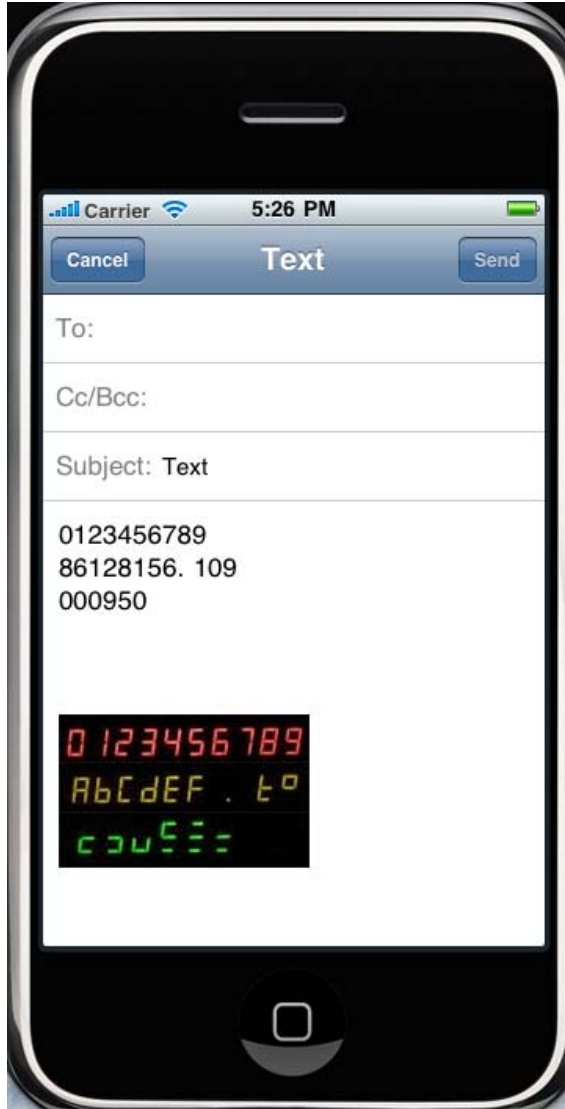 Carrier 5:26 PM
Cancel Text Send
To:
Cc/Bcc:
Subject: Text
0123456789
86128156. 109
000950
0123456789
AbCdEF . t°